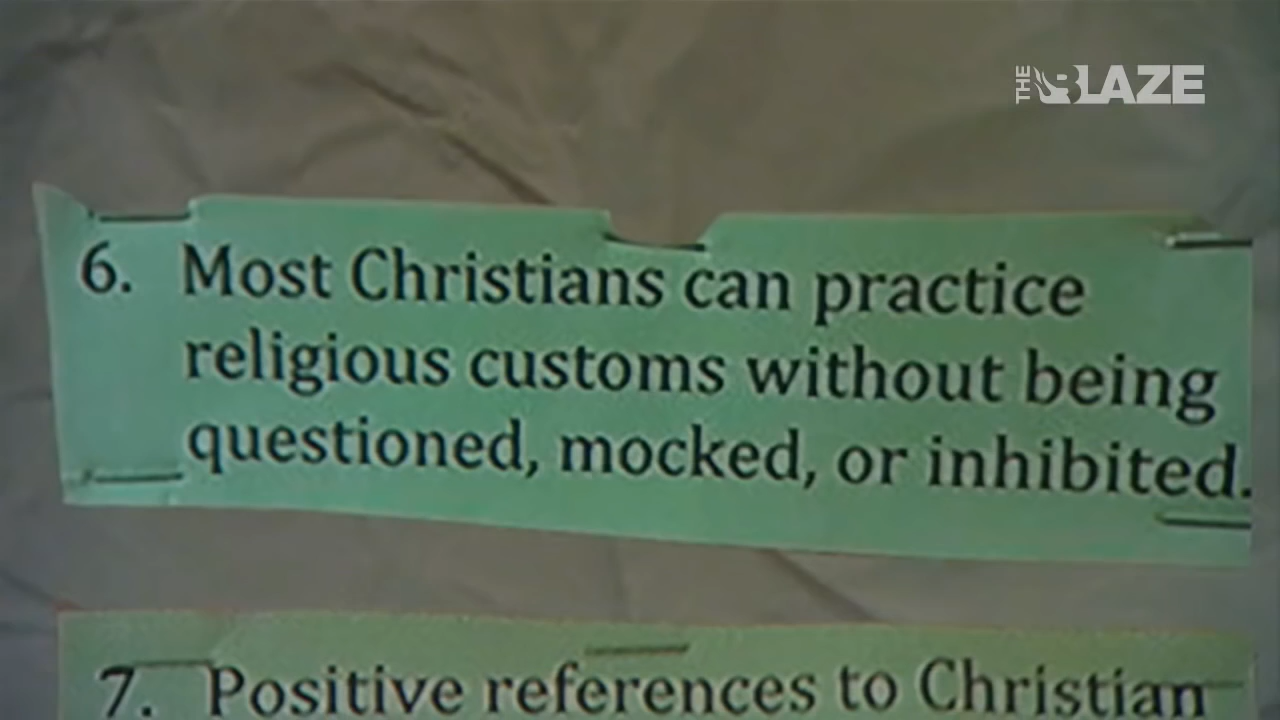 THE BLAZE
6. Most Christians can practice
religious customs without being
questioned, mocked, or inhibited.
7. Positive references to Christian